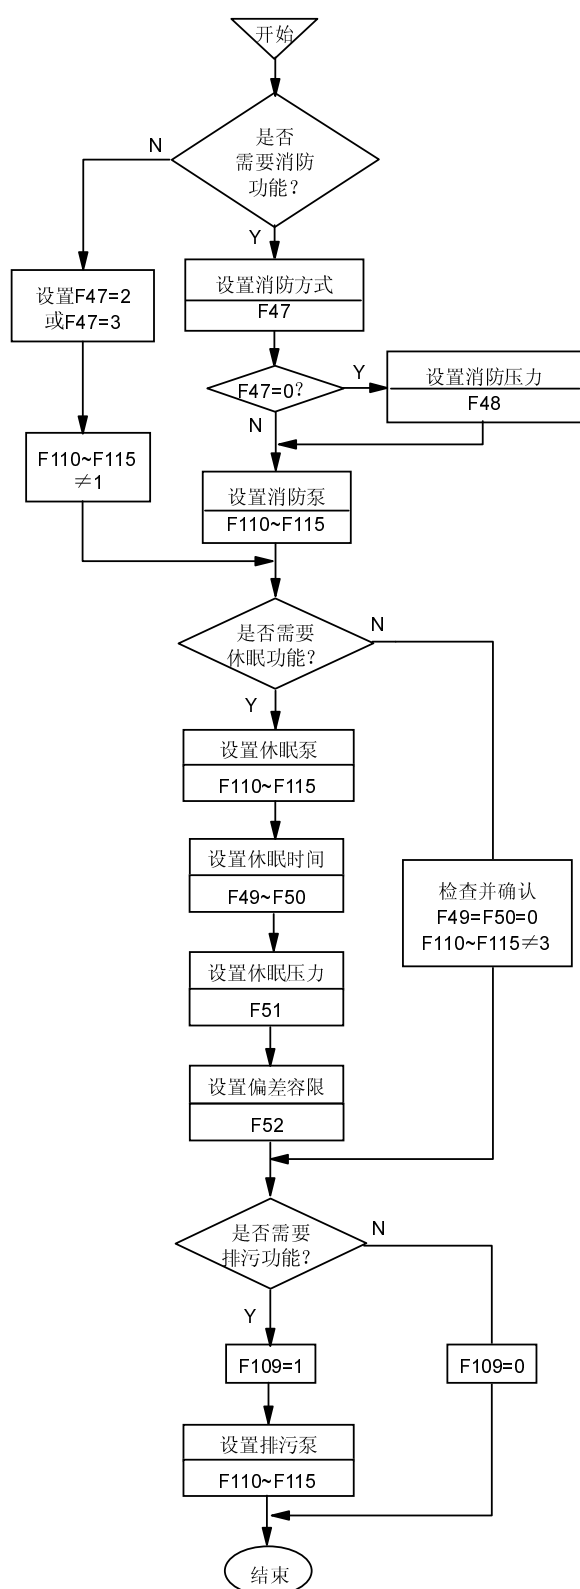 开始
是否
需要消防
功能？
N
Y
设置F47=2
或F47=3
设置消防方式
F47
F47=0？
Y
设置消防压力
F48
N
F110~F115
≠1
设置消防泵
F110~F115
是否需要
休眠功能？
N
Y
设置休眠泵
F110~F115
设置休眠时间
F49~F50
检查并确认
F49=F50=0
F110~F115≠3
设置休眠压力
F51
设置偏差容限
F52
是否需要
排污功能？
N
Y
F109=1
F109=0
设置排污泵
F110~F115
结束